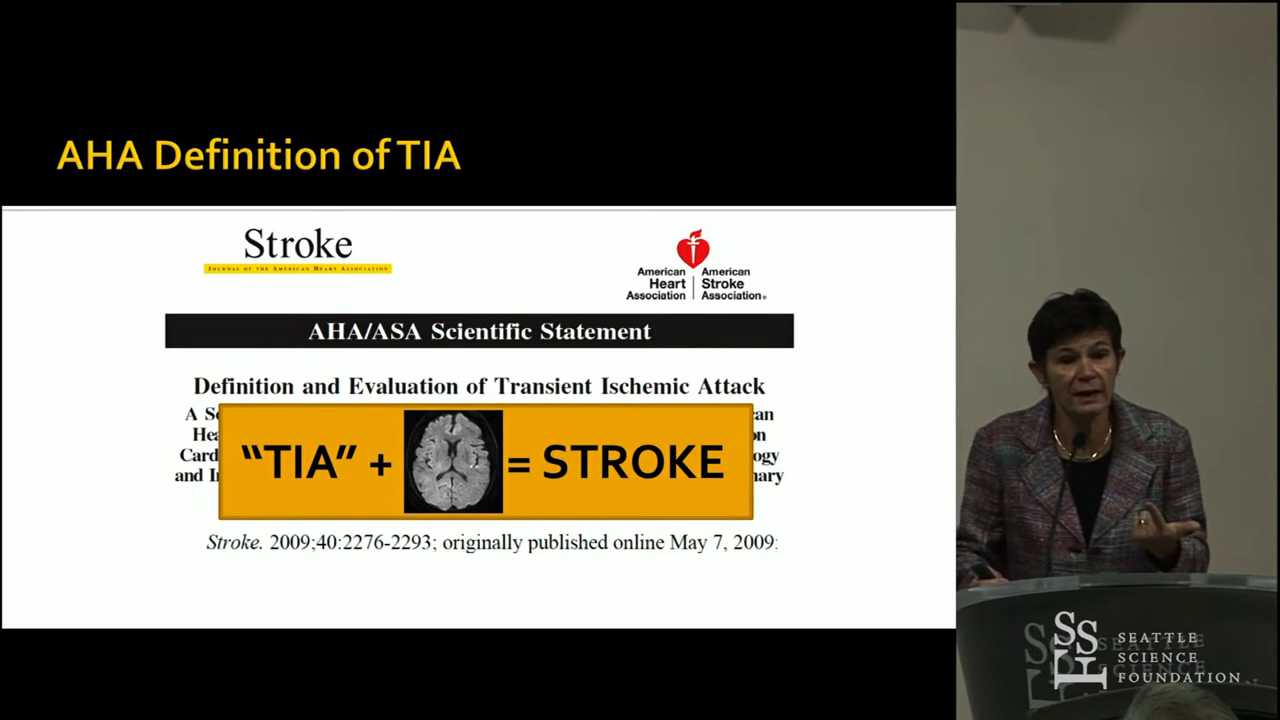 AHA Definition of TIA
Stroke
JOURNAL OF THE AMERICAN HEART ASSOCIATION
American Heart Association
American Stroke Association®
AHA/ASA Scientific Statement
Definition and Evaluation of Transient Ischemic Attack
"TIA" + = STROKE
Stroke. 2009;40:2276-2293; originally published online May 7, 2009:
SSF
SEATTLE
SCIENCE
FOUNDATION